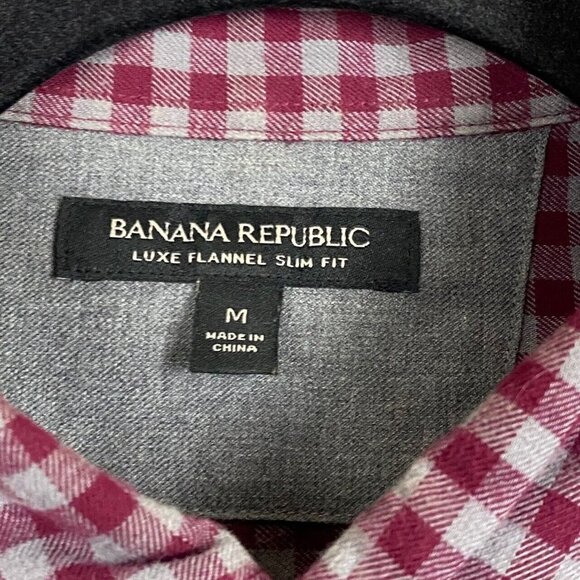 BANANA REPUBLIC
LUXE FLANNEL SLIM FIT
M
MADE IN
CHINA